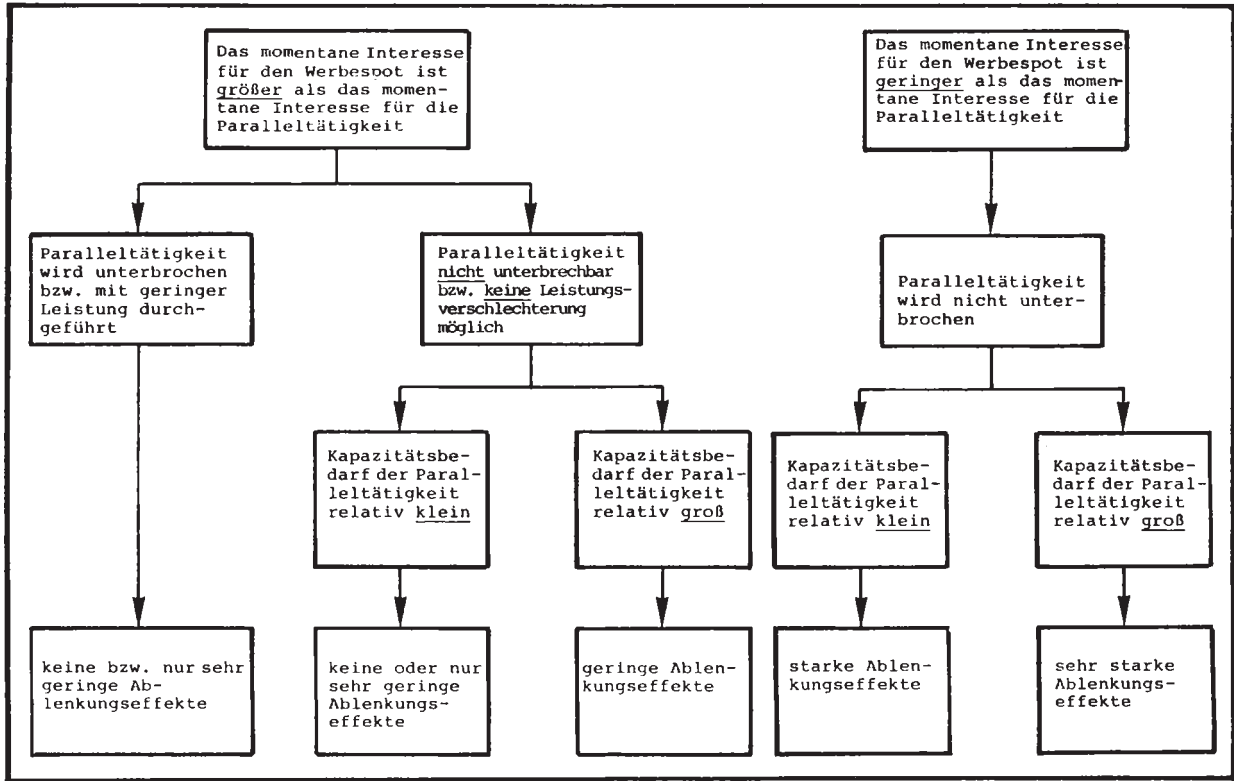 Das momentane Interesse
für den Werbespot ist
größer als das momen-
tane Interesse für die
Paralleltätigkeit
Das momentane Interesse
für den Werbespot ist
geringer als das momen-
tane Interesse für die
Paralleltätigkeit
Paralleltätigkeit
wird unterbrochen
bzw. mit geringer
Leistung durch-
geführt
Paralleltätigkeit
nicht unterbrechbar
bzw. keine Leistungs-
verschlechterung
möglich
Paralleltätigkeit
wird nicht unter-
brochen
Kapazitätsbe-
darf der Paral-
leltätigkeit
relativ klein
Kapazitätsbe-
darf der Paral-
leltätigkeit
relativ groß
Kapazitätsbe-
darf der Paral-
leltätigkeit
relativ klein
Kapazitätsbe-
darf der Paral-
leltätigkeit
relativ groß
keine bzw. nur sehr
geringe Ab-
lenkungseffekte
keine oder nur
sehr geringe
Ablenkungs-
effekte
geringe Ablen-
kungseffekte
starke Ablen-
kungseffekte
sehr starke
Ablenkungs-
effekte